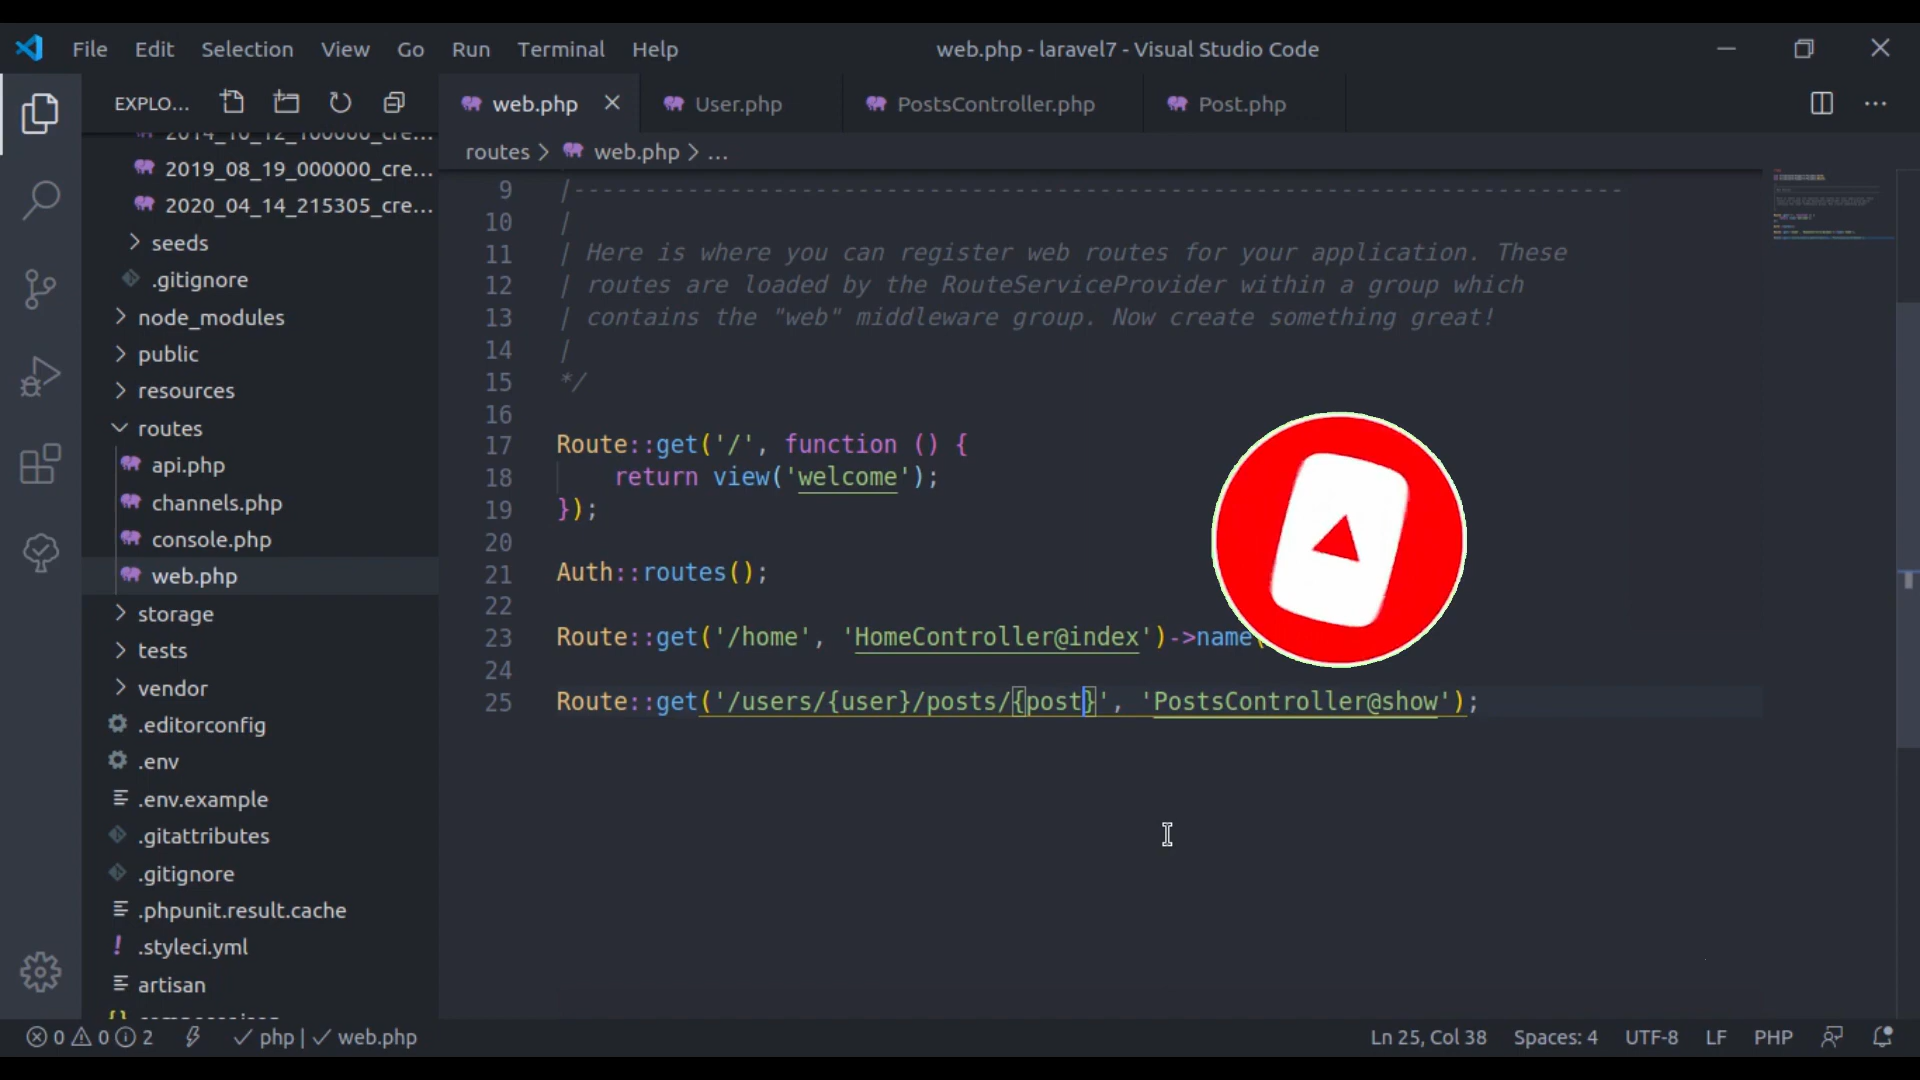 File Edit Selection View Go Run Terminal Help
web.php - laravel7 - Visual Studio Code
EXPLO...
web.php
User.php
PostsController.php
Post.php
routes > web.php > ...
2019_08_19_000000_cre...
2020_04_14_215305_cre...
seeds
.gitignore
node_modules
public
resources
routes
api.php
channels.php
console.php
web.php
storage
tests
vendor
.editorconfig
.env
.env.example
.gitattributes
.gitignore
.phpunit.result.cache
.styleci.yml
artisan
9 |--------------------------------------------------------------------------
10 |
11 | Here is where you can register web routes for your application. These
12 | routes are loaded by the RouteServiceProvider within a group which
13 | contains the "web" middleware group. Now create something great!
14 |
15 */
16
17 Route::get('/', function () {
18     return view('welcome');
19 });
20
21 Auth::routes();
22
23 Route::get('/home', 'HomeController@index')->name(
24
25 Route::get('/users/{user}/posts/{post}', 'PostsController@show');
0 0 2 php | web.php
Ln 25, Col 38 Spaces: 4 UTF-8 LF PHP